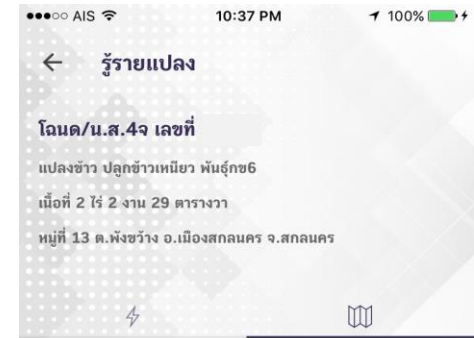 AIS 10:37 PM 100%
รู้รายแปลง
โฉนด/น.ส.4จ เลขที่
แปลงข้าว ปลูกข้าวเหนียว พันธุ์กข6
เนื้อที่ 2 ไร่ 2 งาน 29 ตารางวา
หมู่ที่ 13 ต.พังขว้าง อ.เมืองสกลนคร จ.สกลนคร